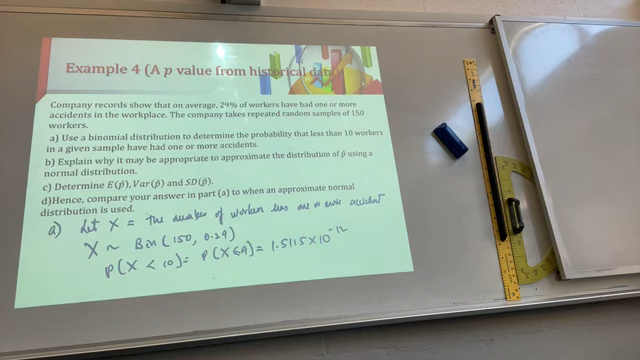 Example 4 (A p value from historical data)
Company records show that on average, 29% of workers have had one or more
accidents in the workplace. The company takes repeated random samples of 150
workers.
a) Use a binomial distribution to determine the probability that less than 10 workers
in a given sample have had one or more accidents.
b) Explain why it may be appropriate to approximate the distribution of p̂ using a
normal distribution.
c) Determine E(p̂), Var(p̂) and SD(p̂).
d)Hence, compare your answer in part (a) to when an approximate normal
distribution is used.
a) Let X = the number of workers has one or more accident
X ~ Bin (150, 0.29)
P(X < 10) = P(X ≤ 9) = 1.5115 × 10⁻¹²